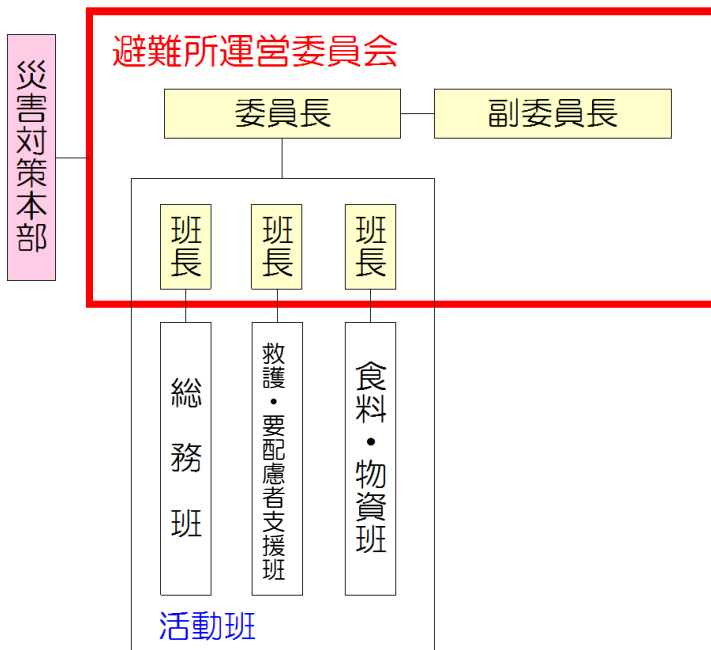 災害対策本部
避難所運営委員会
委員長
副委員長
班長
班長
班長
総務班
救護・要配慮者支援班
食料・物資班
活動班